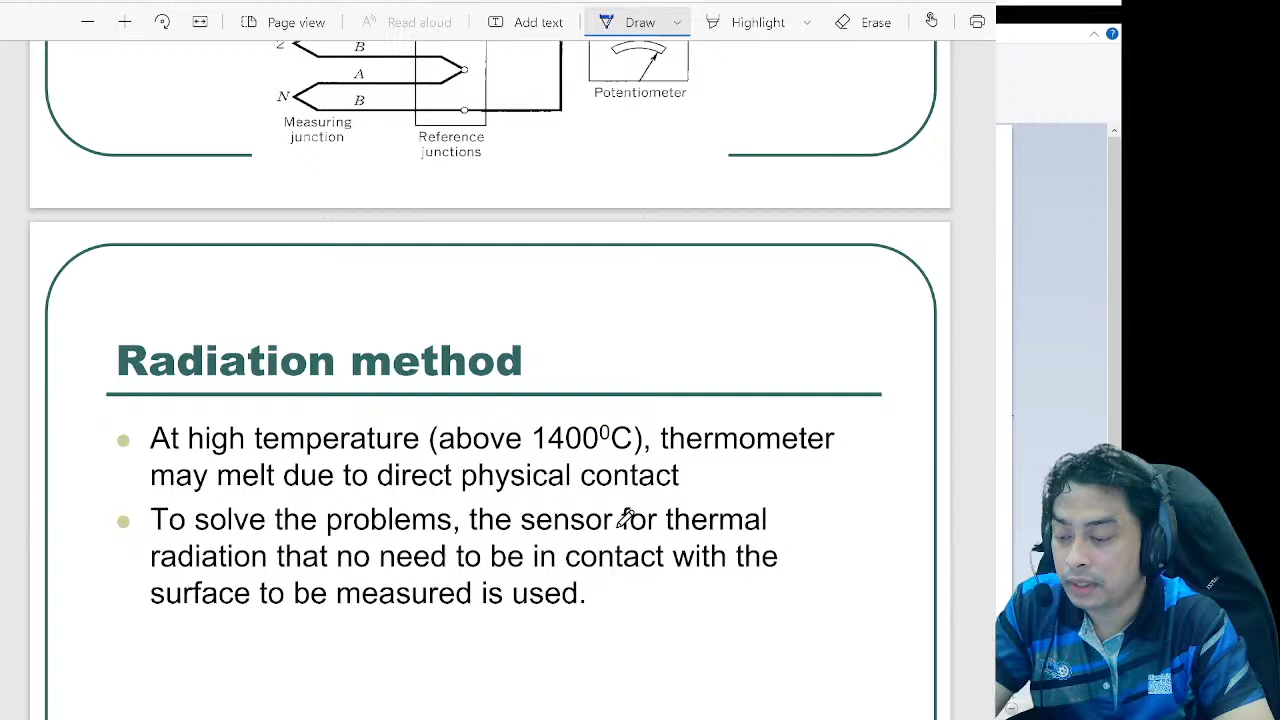 Page view
Read aloud
Add text
Draw
Highlight
Erase
?
2
B
A
N
B
Measuring
junction
Reference
junctions
Potentiometer
Radiation method
At high temperature (above 1400⁰C), thermometer
may melt due to direct physical contact
To solve the problems, the sensor for thermal
radiation that no need to be in contact with the
surface to be measured is used.